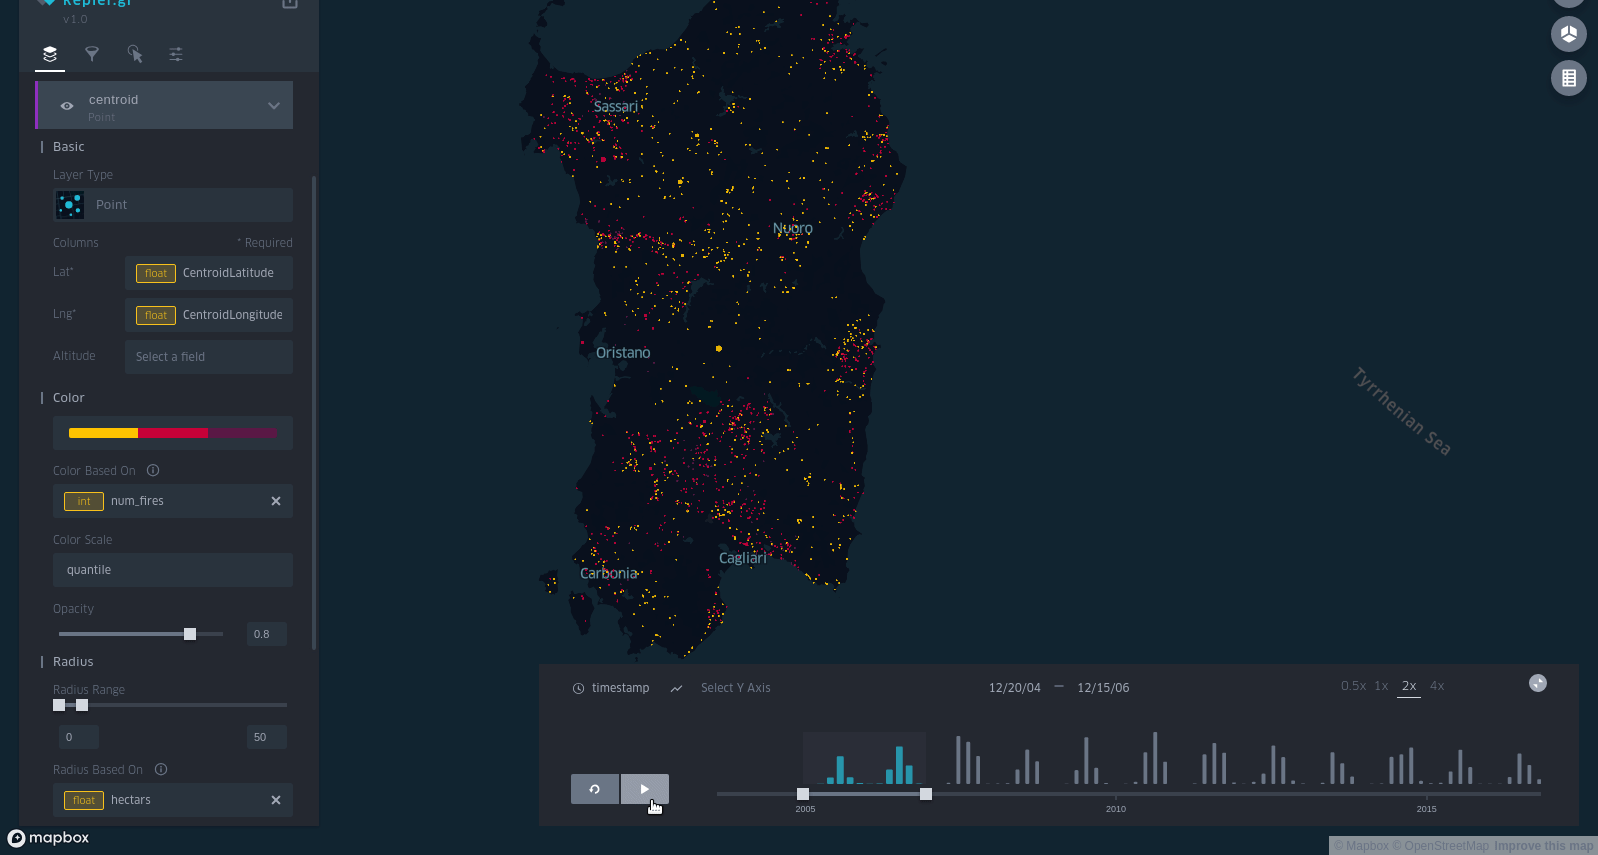 Kepler.gl
v1.0
centroid
Point
Basic
Layer Type
Point
Columns
* Required
Lat*
float CentroidLatitude
Lng*
float CentroidLongitude
Altitude
Select a field
Color
Color Based On
int num_fires
Color Scale
quantile
Opacity
0.8
Radius
Radius Range
0
50
Radius Based On
float hectars
mapbox
Sassari
Nuoro
Oristano
Cagliari
Carbonia
Tyrrhenian Sea
timestamp
Select Y Axis
12/20/04 — 12/15/06
0.5x 1x 2x 4x
2005
2010
2015
© Mapbox © OpenStreetMap Improve this map